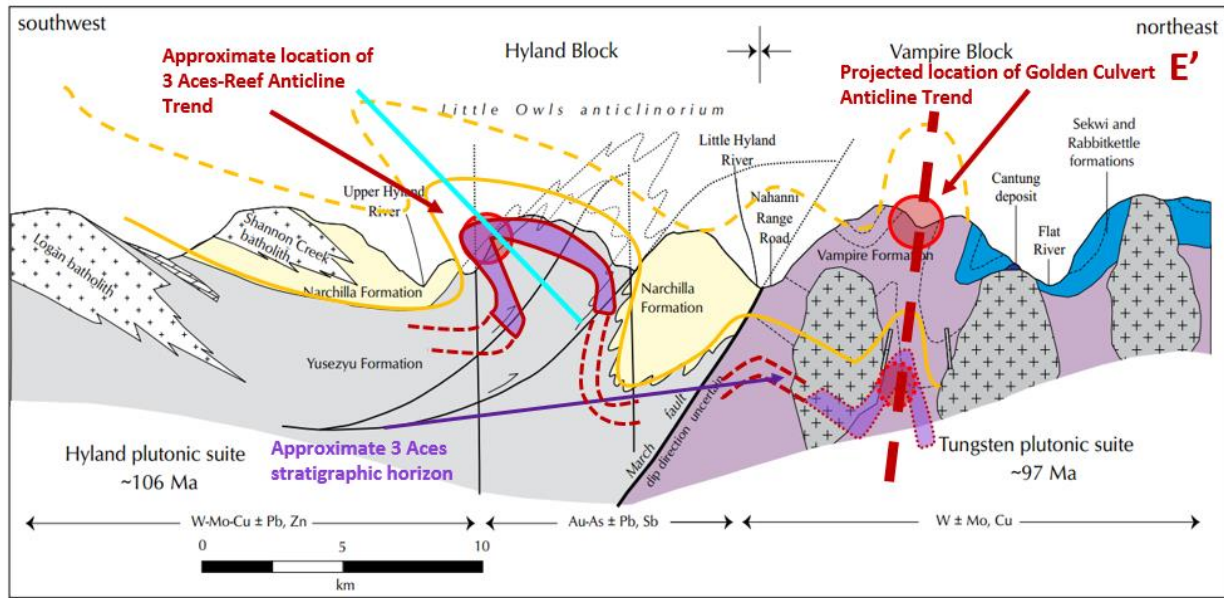 southwest
northeast
Approximate location of
3 Aces-Reef Anticline
Trend
Hyland Block
Vampire Block
Projected location of Golden Culvert
Anticline Trend
E'
Little Owls anticlinorium
Sekwi and
Rabbitkettle
formations
Little Hyland
River
Cantung
deposit
Upper Hyland
River
Nahanni
Range
Road
Flat
River
Logan batholith
Shannon Creek
batholith
Vampire Formation
Narchilla Formation
Narchilla
Formation
Yusezyu Formation
March fault
dip direction uncertain
Approximate 3 Aces
stratigraphic horizon
Hyland plutonic suite
~106 Ma
Tungsten plutonic suite
~97 Ma
W-Mo-Cu ± Pb, Zn
Au-As ± Pb, Sb
W ± Mo, Cu
0 5 10
km